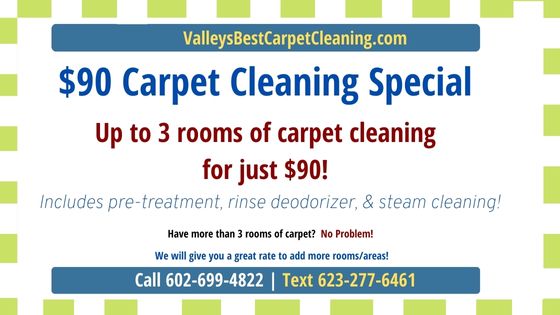 ValleysBestCarpetCleaning.com
$90 Carpet Cleaning Special
Up to 3 rooms of carpet cleaning
for just $90!
Includes pre-treatment, rinse deodorizer, & steam cleaning!
Have more than 3 rooms of carpet? No Problem!
We will give you a great rate to add more rooms/areas!
Call 602-699-4822 | Text 623-277-6461